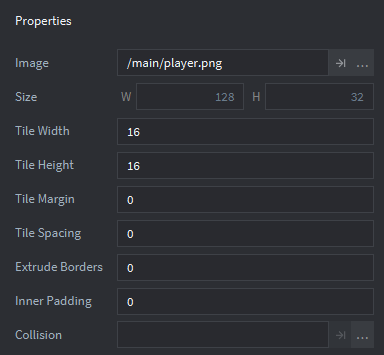 Properties
Image /main/player.png ...
Size W 128 H 32
Tile Width 16
Tile Height 16
Tile Margin 0
Tile Spacing 0
Extrude Borders 0
Inner Padding 0
Collision ...